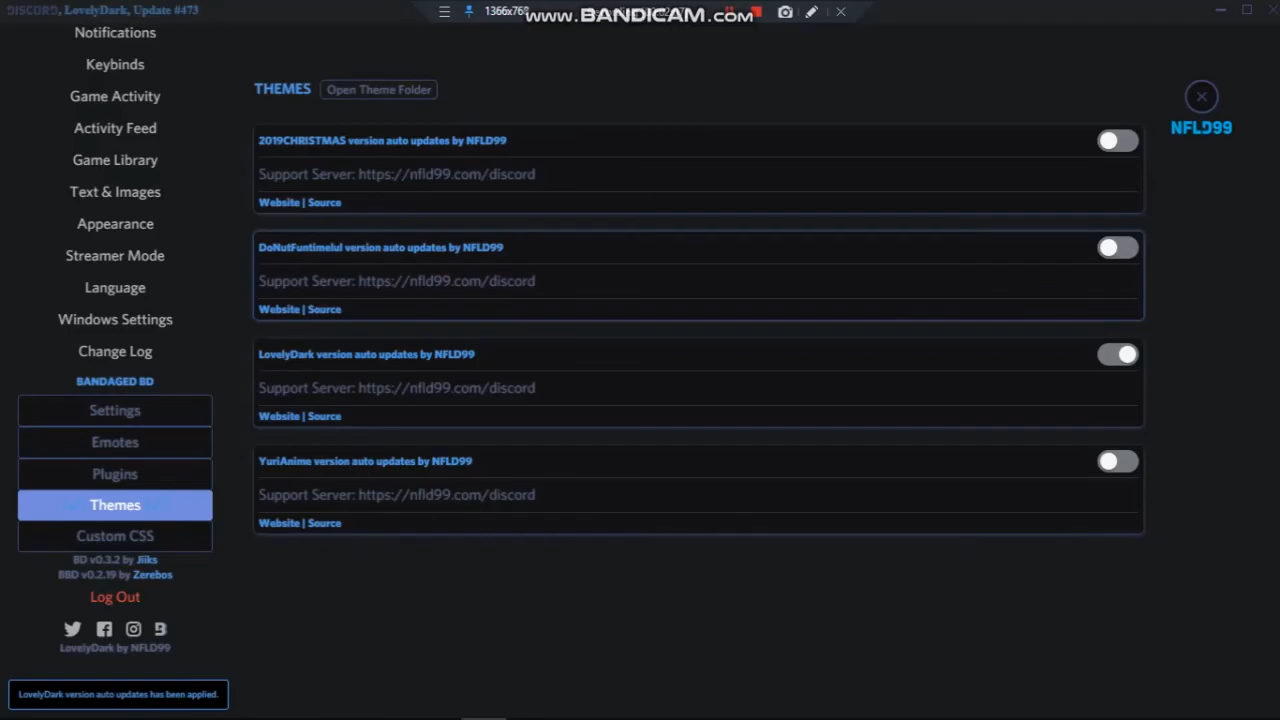 DISCORD, LovelyDark, Update #473
1366x768
www.BANDICAM.com
Notifications
Keybinds
Game Activity
Activity Feed
Game Library
Text & Images
Appearance
Streamer Mode
Language
Windows Settings
Change Log
BANDAGED BD
Settings
Emotes
Plugins
Themes
Custom CSS
BD v0.3.2 by Jiiks
BBD v0.2.19 by Zerebos
Log Out
LovelyDark by NFLD99
LovelyDark version auto updates has been applied.
THEMES
Open Theme Folder
2019CHRISTMAS version auto updates by NFLD99
Support Server: https://nfld99.com/discord
Website | Source
DoNutFuntimelul version auto updates by NFLD99
Support Server: https://nfld99.com/discord
Website | Source
LovelyDark version auto updates by NFLD99
Support Server: https://nfld99.com/discord
Website | Source
YuriAnime version auto updates by NFLD99
Support Server: https://nfld99.com/discord
Website | Source
NFLD99